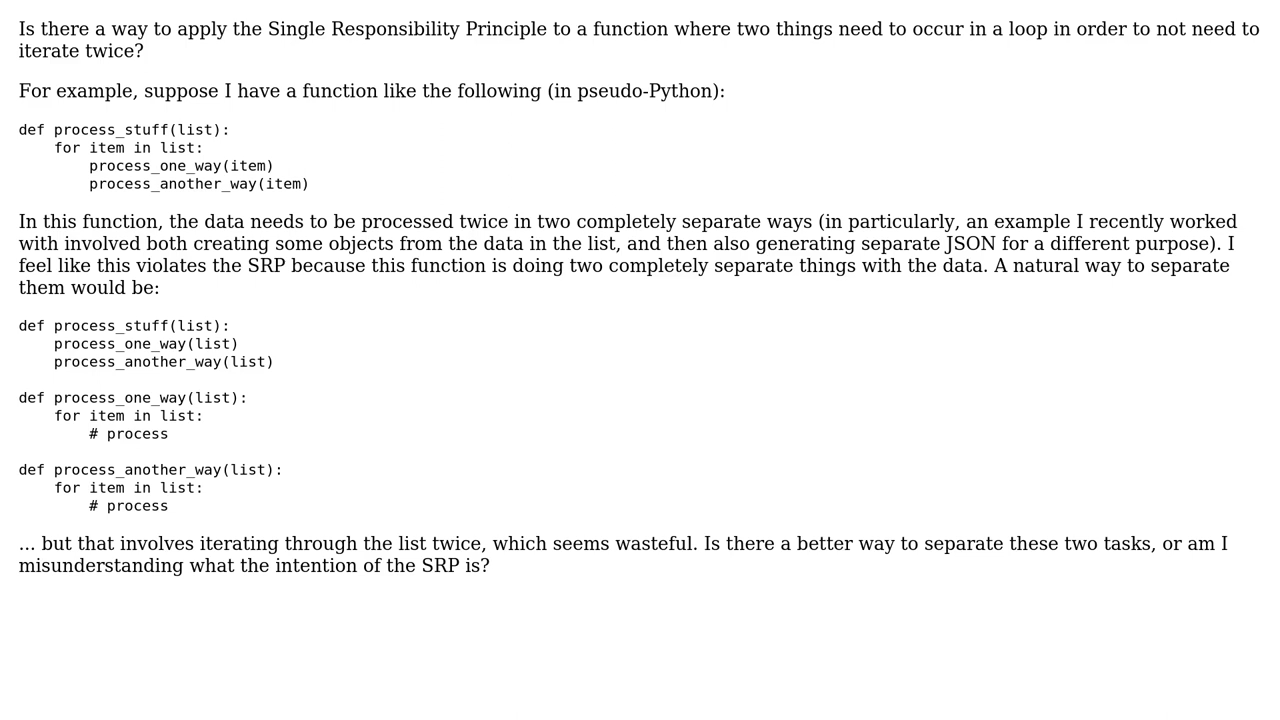 Is there a way to apply the Single Responsibility Principle to a function where two things need to occur in a loop in order to not need to
iterate twice?
For example, suppose I have a function like the following (in pseudo-Python):
def process_stuff(list):
    for item in list:
        process_one_way(item)
        process_another_way(item)
In this function, the data needs to be processed twice in two completely separate ways (in particularly, an example I recently worked
with involved both creating some objects from the data in the list, and then also generating separate JSON for a different purpose). I
feel like this violates the SRP because this function is doing two completely separate things with the data. A natural way to separate
them would be:
def process_stuff(list):
    process_one_way(list)
    process_another_way(list)
def process_one_way(list):
    for item in list:
        # process
def process_another_way(list):
    for item in list:
        # process
... but that involves iterating through the list twice, which seems wasteful. Is there a better way to separate these two tasks, or am I
misunderstanding what the intention of the SRP is?